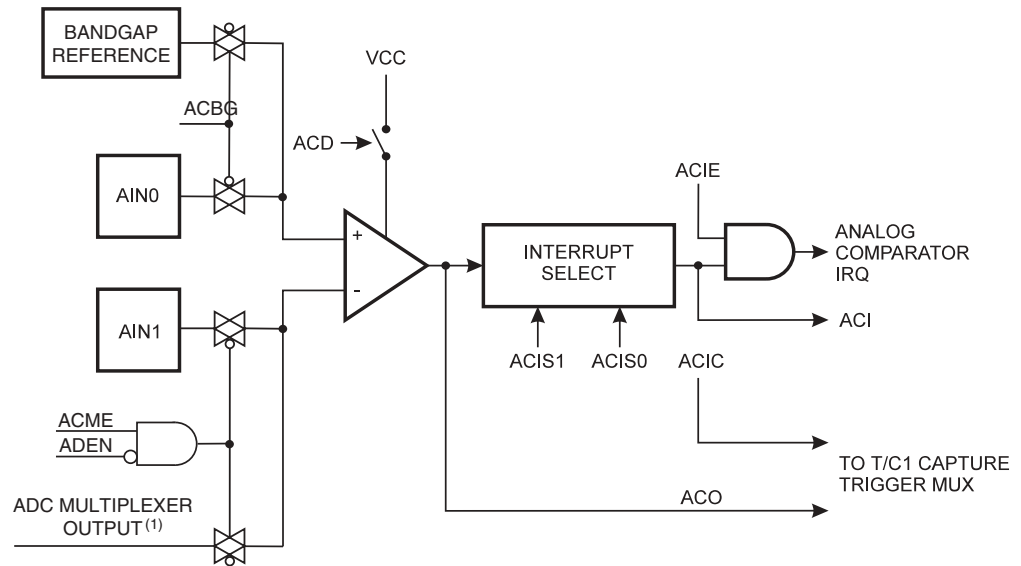 BANDGAP
REFERENCE
ACBG
VCC
ACD
AIN0
ACIE
+
-
INTERRUPT
SELECT
ANALOG
COMPARATOR
IRQ
AIN1
ACI
ACIS1
ACIS0
ACIC
ACME
ADEN
TO T/C1 CAPTURE
TRIGGER MUX
ADC MULTIPLEXER
OUTPUT (1)
ACO